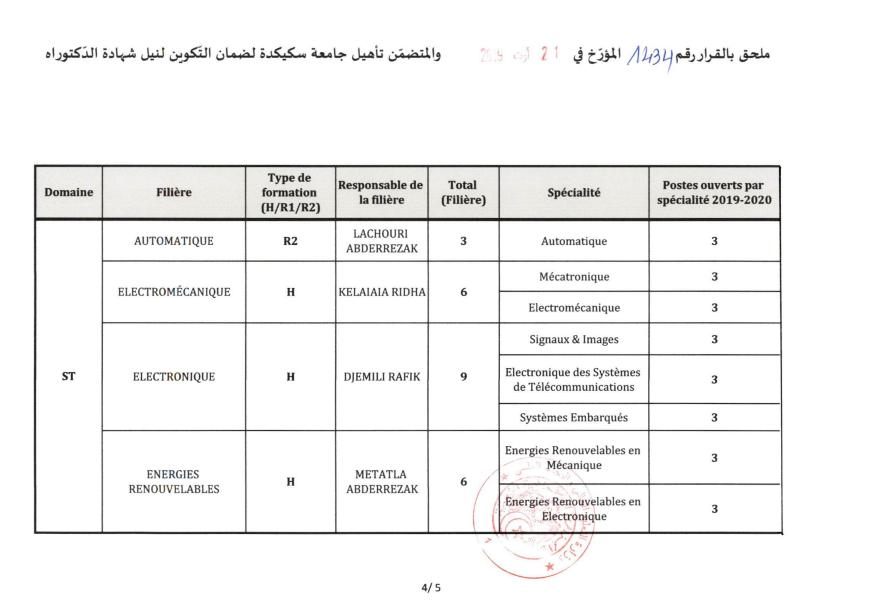 ملحق بالقرار رقم 1434 المؤرّخ في 21 أوت 2019 والمتضمّن تأهيل جامعة سكيكدة لضمان التّكوين لنيل شهادة الدّكتوراه
Domaine
Filière
Type de
formation
(H/R1/R2)
Responsable de
la filière
Total
(Filière)
Spécialité
Postes ouverts par
spécialité 2019-2020
ST
AUTOMATIQUE
R2
LACHOURI
ABDERREZAK
3
Automatique
3
ELECTROMÉCANIQUE
H
KELAIAIA RIDHA
6
Mécatronique
3
Electromécanique
3
ELECTRONIQUE
H
DJEMILI RAFIK
9
Signaux & Images
3
Electronique des Systèmes
de Télécommunications
3
Systèmes Embarqués
3
ENERGIES
RENOUVELABLES
H
METATLA
ABDERREZAK
6
Energies Renouvelables en
Mécanique
3
Energies Renouvelables en
Electronique
3
4/5